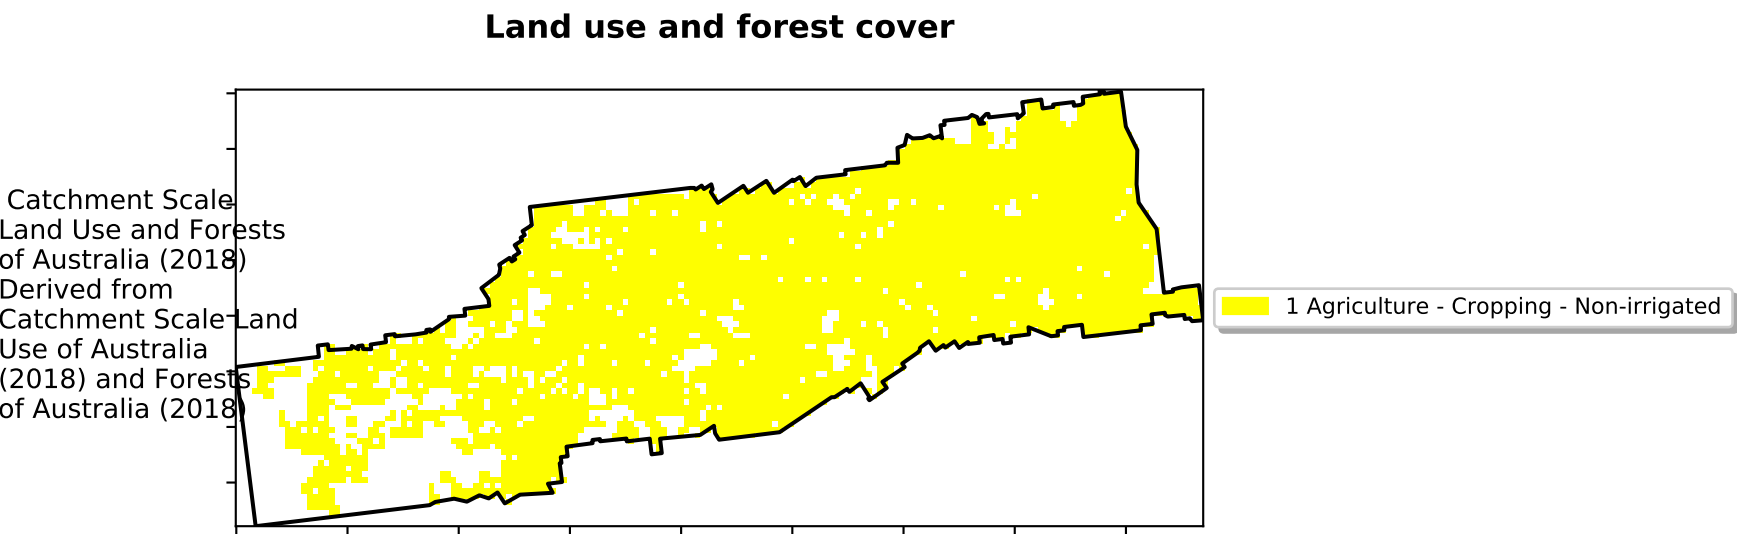 Land use and forest cover
Catchment Scale
Land Use and Forests
of Australia (2018)
Derived from
Catchment Scale Land
Use of Australia
(2018) and Forests
of Australia (2018)
1 Agriculture - Cropping - Non-irrigated